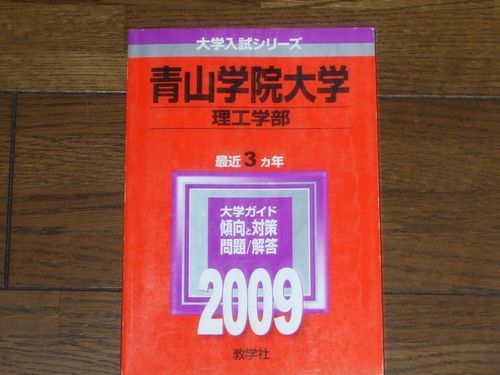 大学入試シリーズ
青山学院大学
理工学部
最近3ヵ年
大学ガイド
傾向と対策
問題/解答
2009
教学社